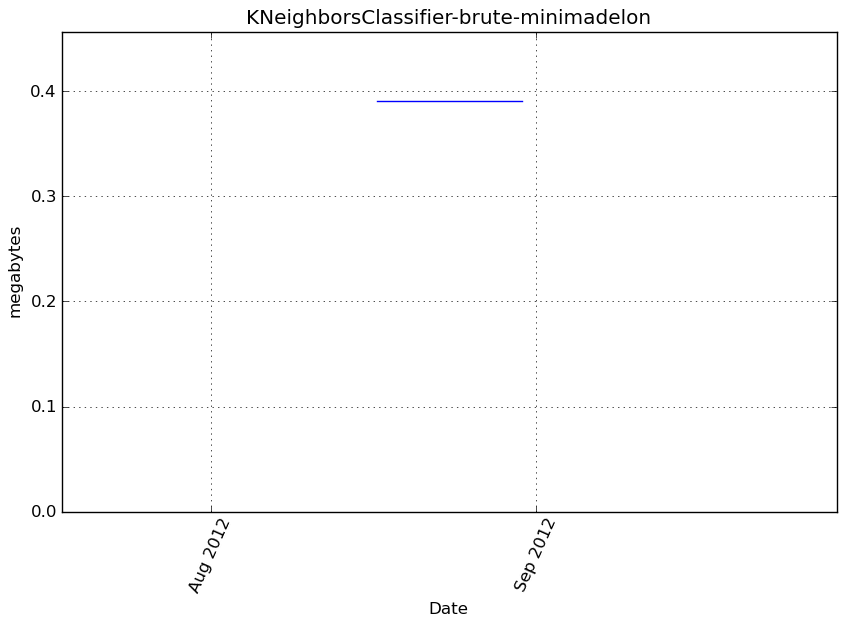 KNeighborsClassifier-brute-minimadelon
0.4
0.3
0.2
0.1
0.0
megabytes
Aug 2012
Sep 2012
Date